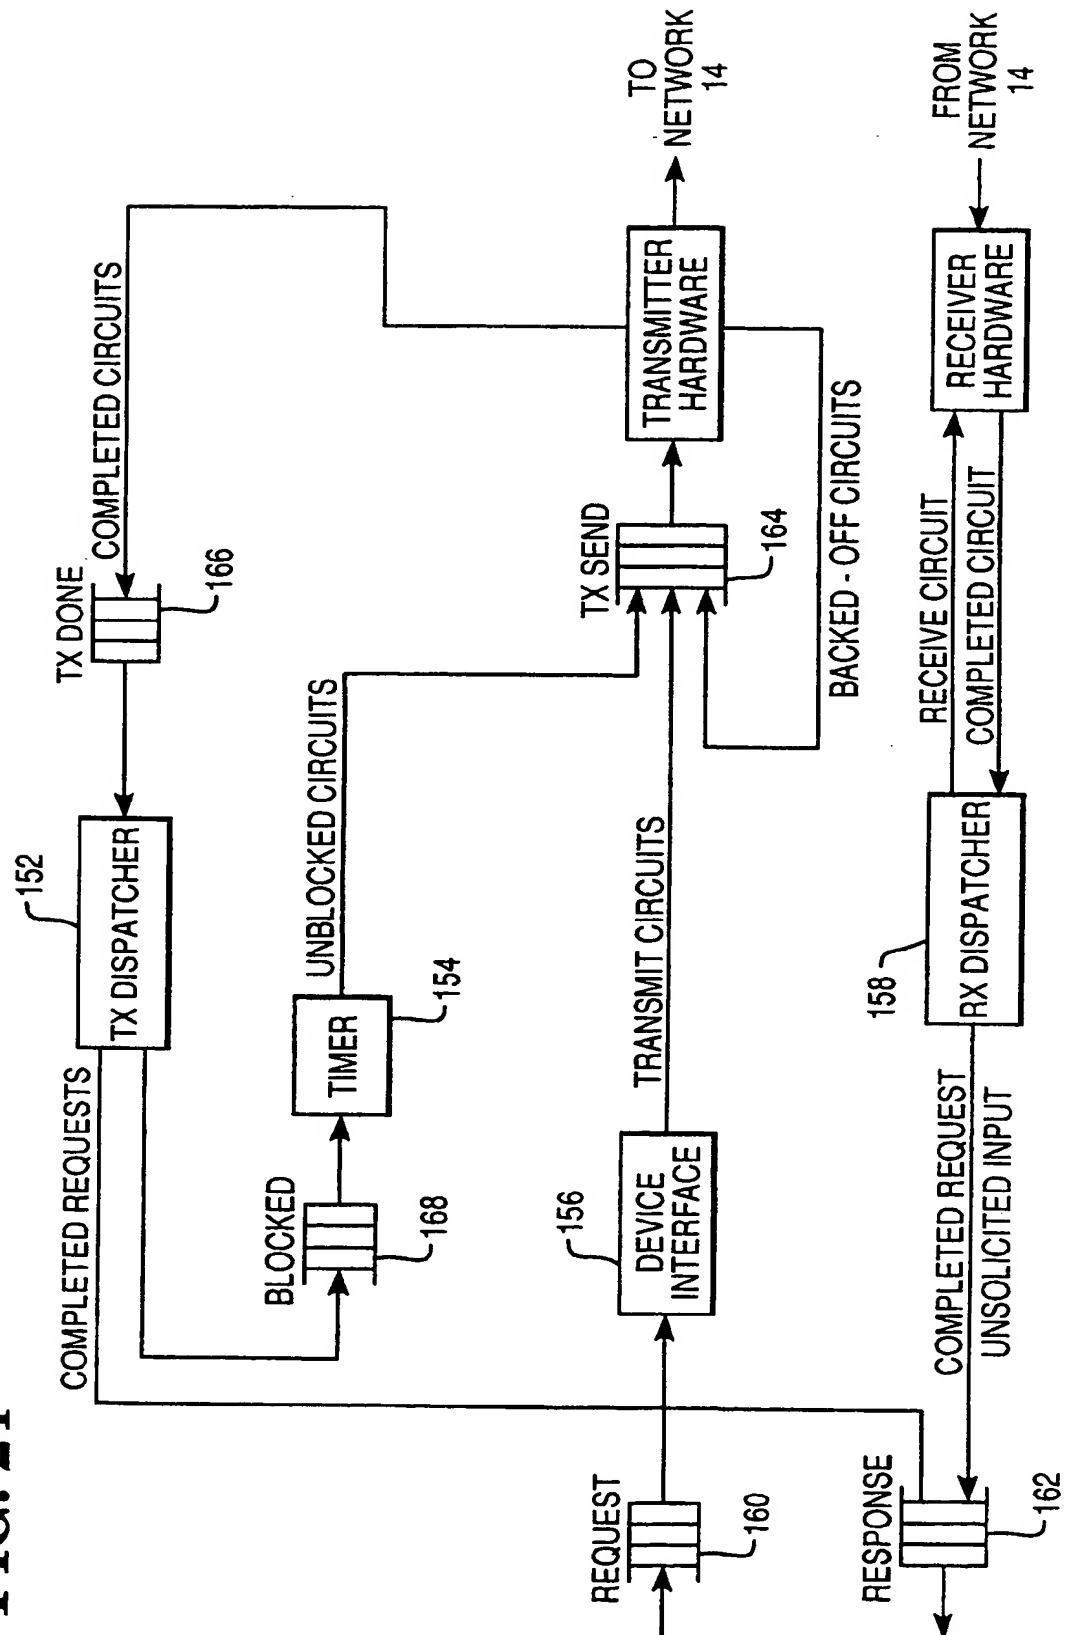 152
TX DISPATCHER
TX DONE
166
COMPLETED CIRCUITS
COMPLETED REQUESTS
BLOCKED
168
TIMER
154
UNBLOCKED CIRCUITS
REQUEST
160
156
DEVICE
INTERFACE
TRANSMIT CIRCUITS
TX SEND
164
TRANSMITTER
HARDWARE
TO
NETWORK
14
BACKED - OFF CIRCUITS
RESPONSE
162
COMPLETED REQUEST
UNSOLICITED INPUT
158
RX DISPATCHER
RECEIVE CIRCUIT
COMPLETED CIRCUIT
RECEIVER
HARDWARE
FROM
NETWORK
14